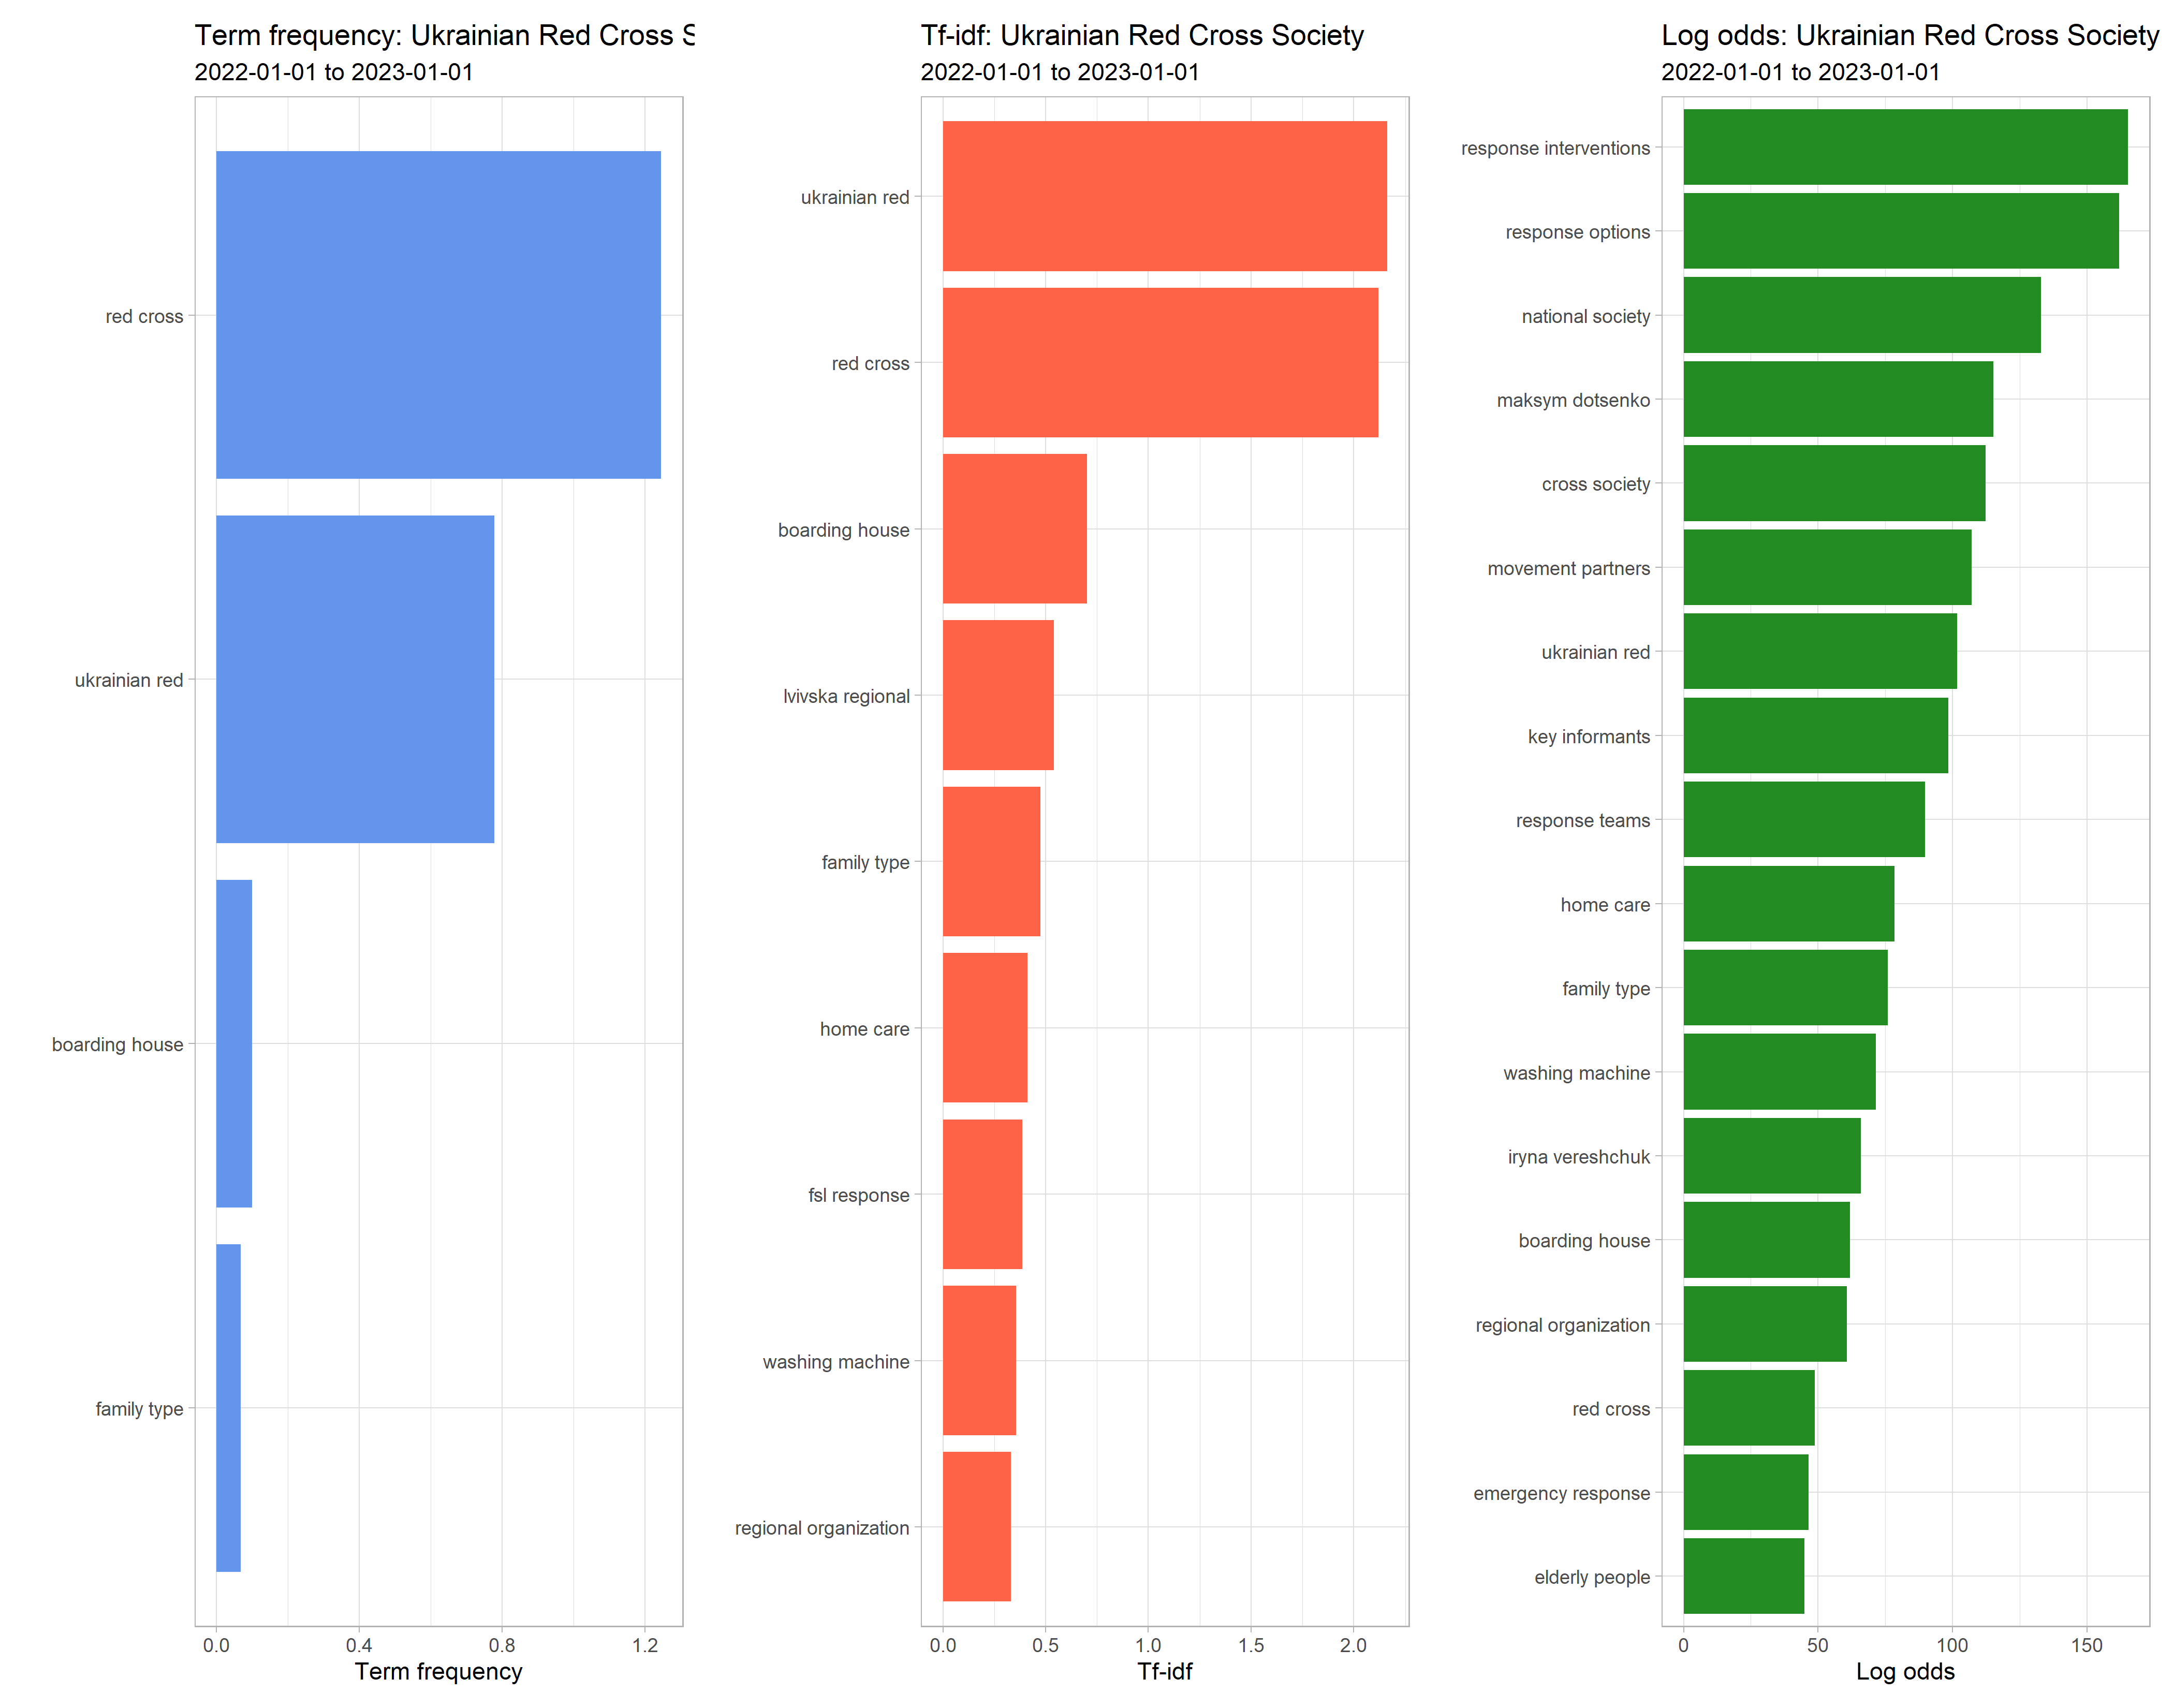 Term frequency: Ukrainian Red Cross S
2022-01-01 to 2023-01-01
red cross
ukrainian red
boarding house
family type
0.0 0.4 0.8 1.2
Term frequency
Tf-idf: Ukrainian Red Cross Society
2022-01-01 to 2023-01-01
ukrainian red
red cross
boarding house
lvivska regional
family type
home care
fsl response
washing machine
regional organization
0.0 0.5 1.0 1.5 2.0
Tf-idf
Log odds: Ukrainian Red Cross Society
2022-01-01 to 2023-01-01
response interventions
response options
national society
maksym dotsenko
cross society
movement partners
ukrainian red
key informants
response teams
home care
family type
washing machine
iryna vereshchuk
boarding house
regional organization
red cross
emergency response
elderly people
0 50 100 150
Log odds